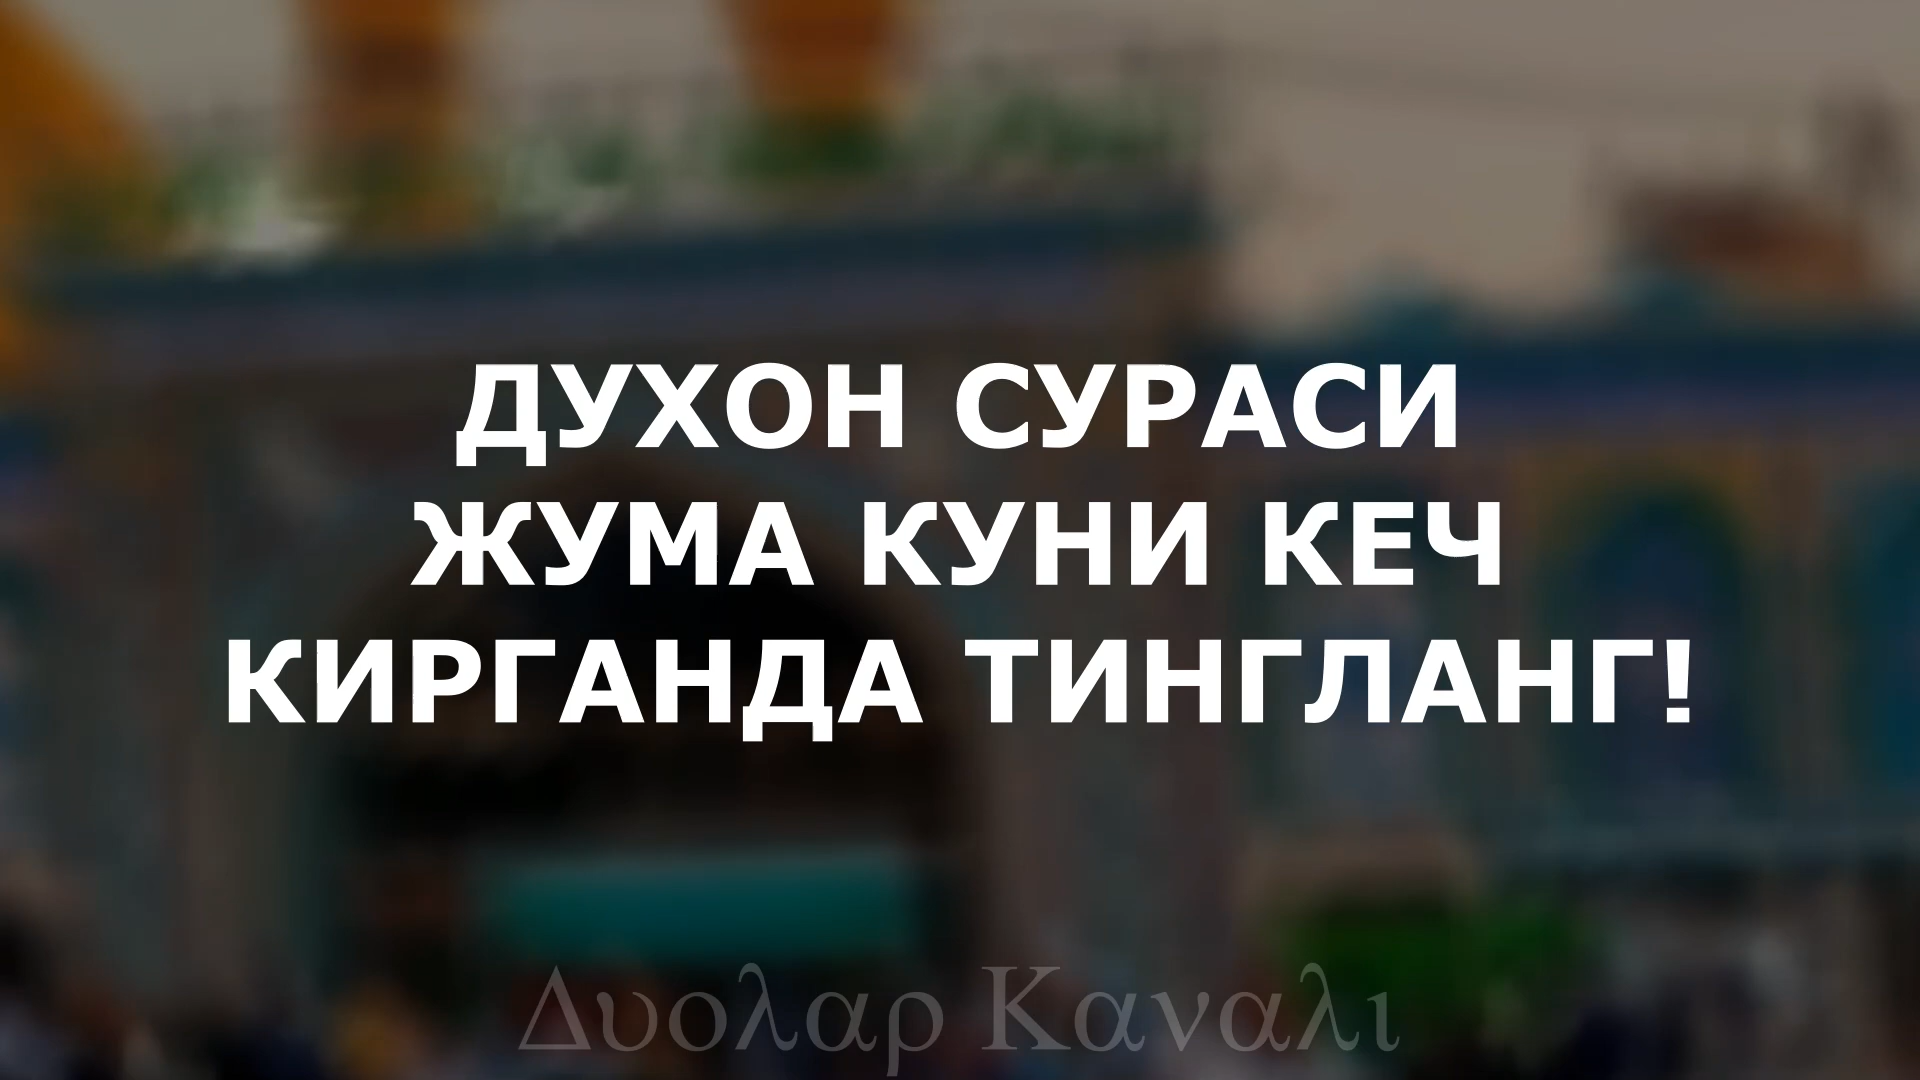 ДУХОН СУРАСИ
ЖУМА КУНИ КЕЧ
КИРГАНДА ТИНГЛАНГ!
Δυολαρ Καναλι